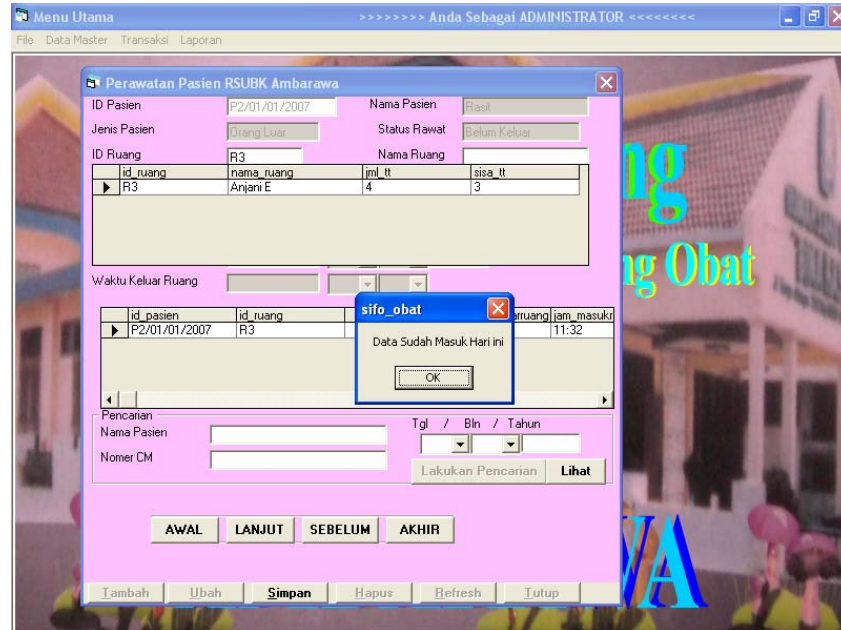 Menu Utama >>>>>>>> Anda Sebagai ADMINISTRATOR <<<<<<<<
File Data Master Transaksi Laporan
Perawatan Pasien RSUBK Ambarawa
ID Pasien P2/01/01/2007 Nama Pasien Rasit
Jenis Pasien Orang Luar Status Rawat Belum Keluar
ID Ruang R3 Nama Ruang
id_ruang nama_ruang jml_tt sisa_tt
R3 Anjani E 4 3
ng
ng Obat
Waktu Keluar Ruang
sifo_obat
Data Sudah Masuk Hari ini
OK
id_pasien id_ruang arruang jam_masukr
P2/01/01/2007 R3 11:32
Pencarian
Nama Pasien Tgl / Bln / Tahun
Nomer CM
Lakukan Pencarian Lihat
AWAL LANJUT SEBELUM AKHIR
WA
Tambah Ubah Simpan Hapus Refresh Tutup